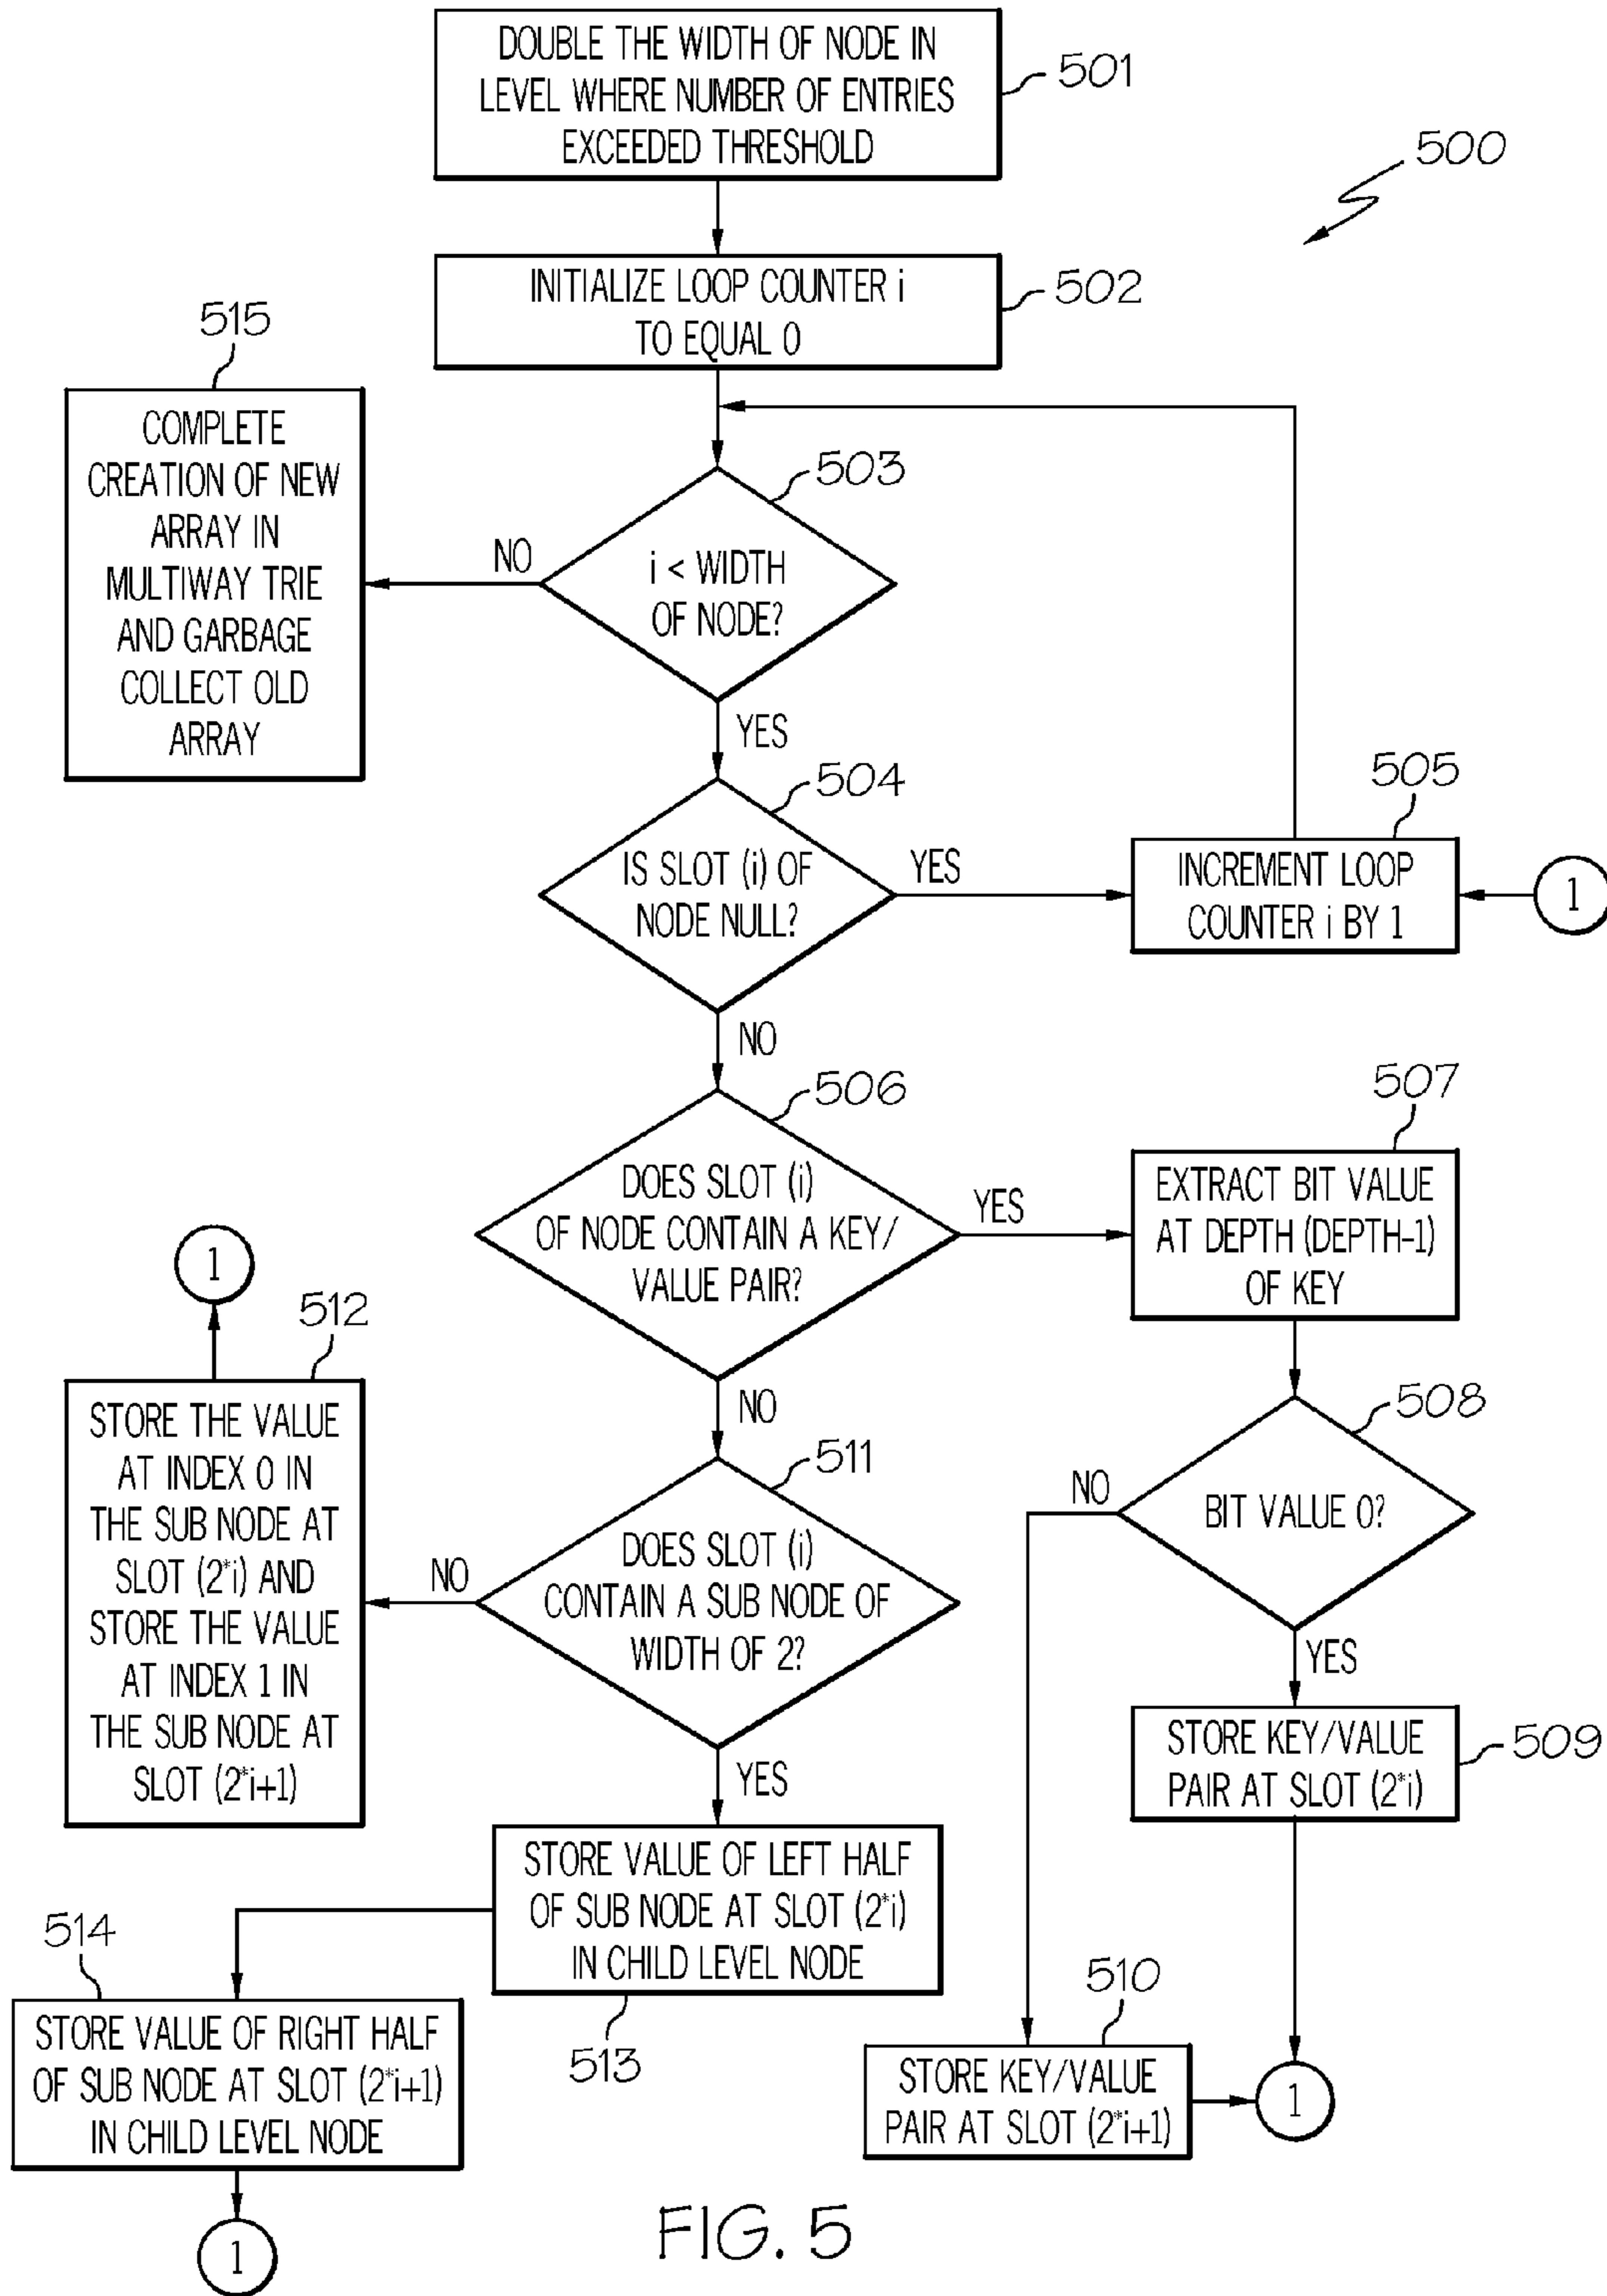 DOUBLE THE WIDTH OF NODE IN
LEVEL WHERE NUMBER OF ENTRIES
EXCEEDED THRESHOLD
501
500
INITIALIZE LOOP COUNTER i
TO EQUAL 0
502
515
COMPLETE
CREATION OF NEW
ARRAY IN
MULTIWAY TRIE
AND GARBAGE
COLLECT OLD
ARRAY
503
NO
i < WIDTH
OF NODE?
YES
504
IS SLOT (i) OF
NODE NULL?
YES
505
INCREMENT LOOP
COUNTER i BY 1
1
NO
506
DOES SLOT (i)
OF NODE CONTAIN A KEY/
VALUE PAIR?
YES
507
EXTRACT BIT VALUE
AT DEPTH (DEPTH-1)
OF KEY
1
512
STORE THE VALUE
AT INDEX 0 IN
THE SUB NODE AT
SLOT (2*i) AND
STORE THE VALUE
AT INDEX 1 IN
THE SUB NODE AT
SLOT (2*i+1)
NO
511
DOES SLOT (i)
CONTAIN A SUB NODE OF
WIDTH OF 2?
NO
508
BIT VALUE 0?
NO
YES
STORE KEY/VALUE
PAIR AT SLOT (2*i)
509
YES
STORE VALUE OF LEFT HALF
OF SUB NODE AT SLOT (2*i)
IN CHILD LEVEL NODE
513
514
STORE VALUE OF RIGHT HALF
OF SUB NODE AT SLOT (2*i+1)
IN CHILD LEVEL NODE
1
510
STORE KEY/VALUE
PAIR AT SLOT (2*i+1)
1
FIG. 5